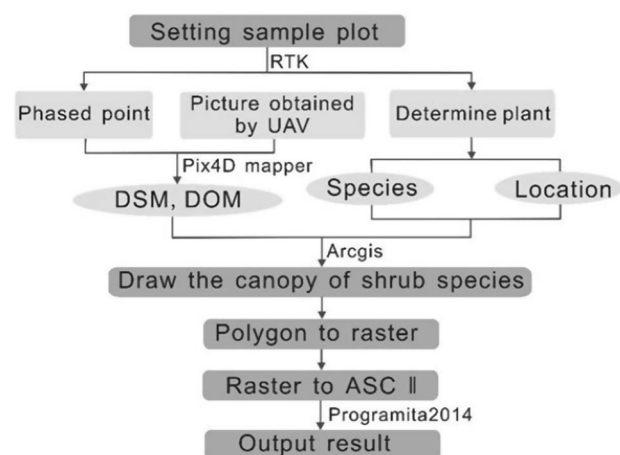 Setting sample plot
RTK
Phased point
Picture obtained
by UAV
Determine plant
Pix4D mapper
DSM, DOM
Species
Location
Arcgis
Draw the canopy of shrub species
Polygon to raster
Raster to ASC Ⅱ
Programita2014
Output result